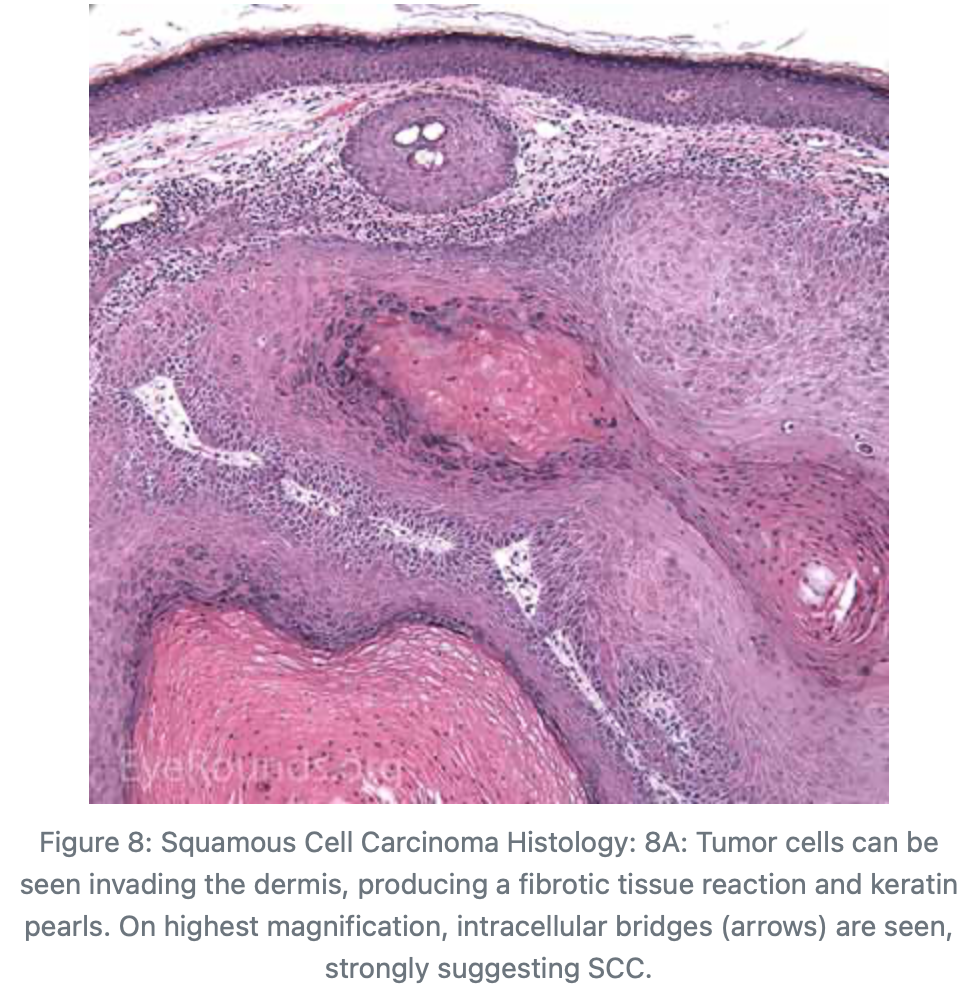 EyeRounds.org
Figure 8: Squamous Cell Carcinoma Histology: 8A: Tumor cells can be
seen invading the dermis, producing a fibrotic tissue reaction and keratin
pearls. On highest magnification, intracellular bridges (arrows) are seen,
strongly suggesting SCC.